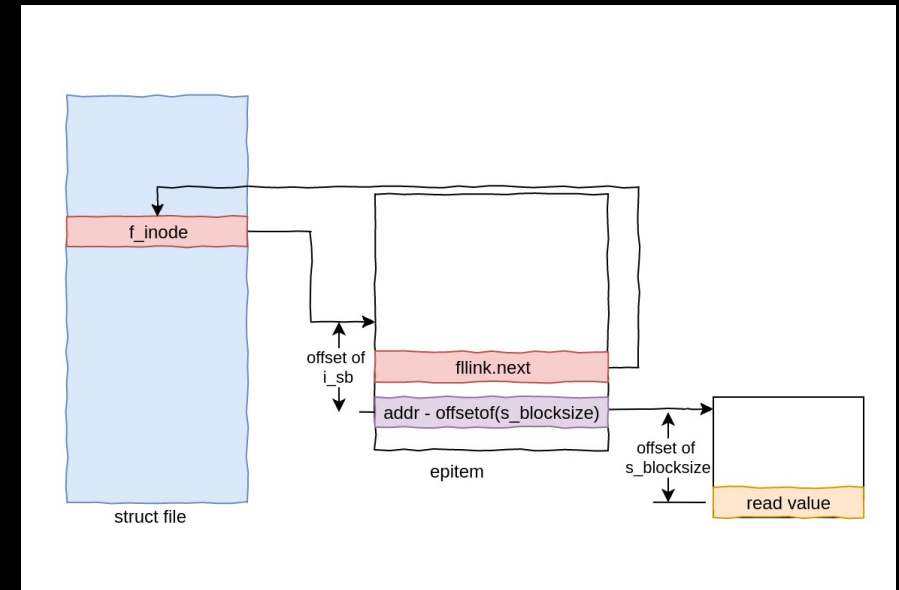 f_inode
offset of
i_sb
fllink.next
addr - offsetof(s_blocksize)
epitem
offset of
s_blocksize
read value
struct file